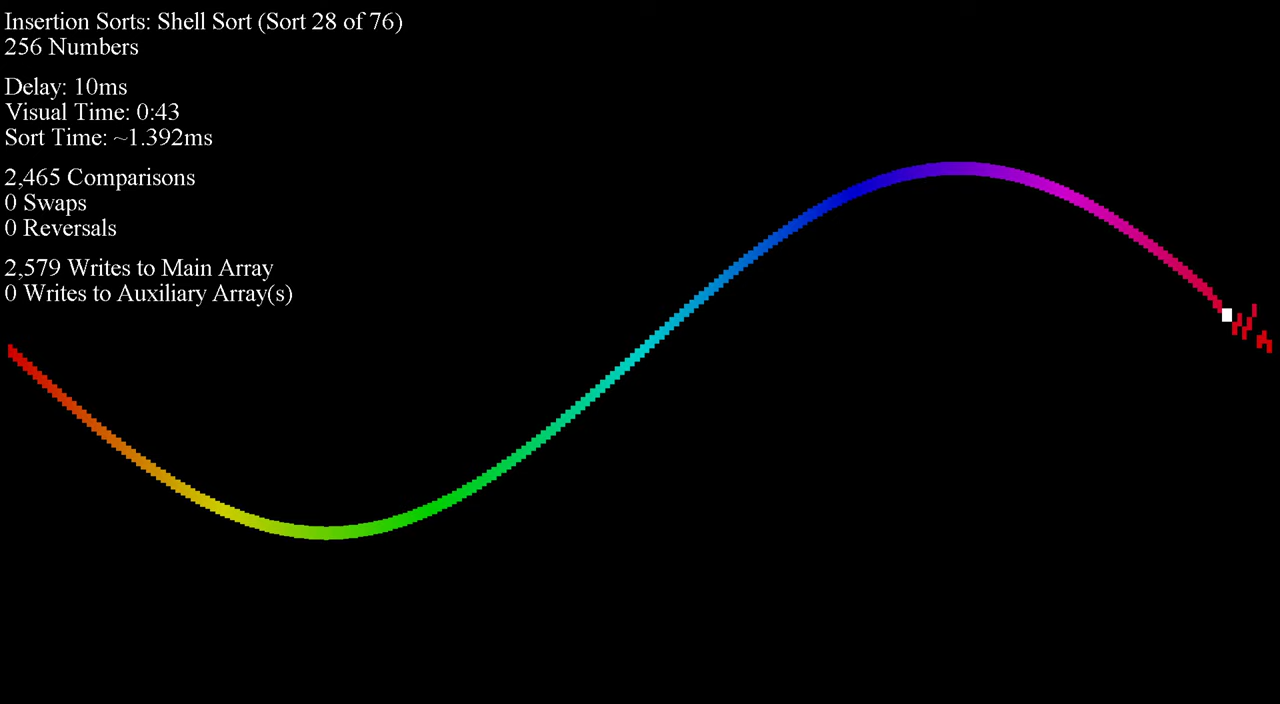 Insertion Sorts: Shell Sort (Sort 28 of 76)
256 Numbers
Delay: 10ms
Visual Time: 0:43
Sort Time: ~1.392ms
2,465 Comparisons
0 Swaps
0 Reversals
2,579 Writes to Main Array
0 Writes to Auxiliary Array(s)